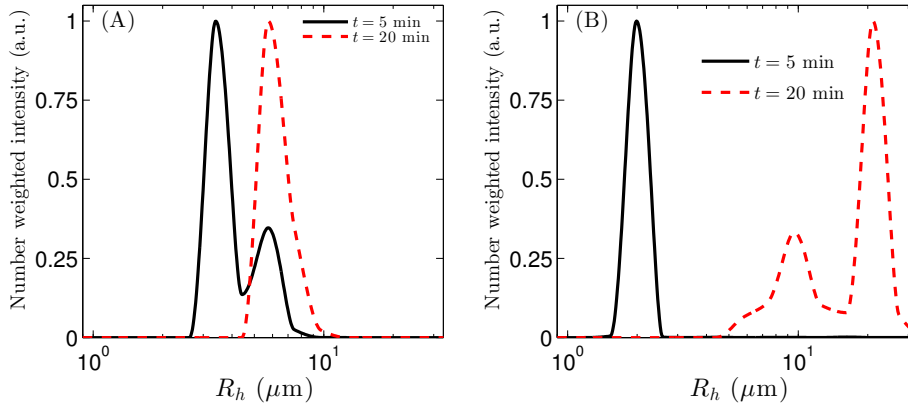 (A)
t = 5 min
t = 20 min
Number weighted intensity (a.u.)
1
0.75
0.5
0.25
0
10^0
10^1
R_h (μm)
(B)
t = 5 min
t = 20 min
Number weighted intensity (a.u.)
1
0.75
0.5
0.25
0
10^0
10^1
R_h (μm)